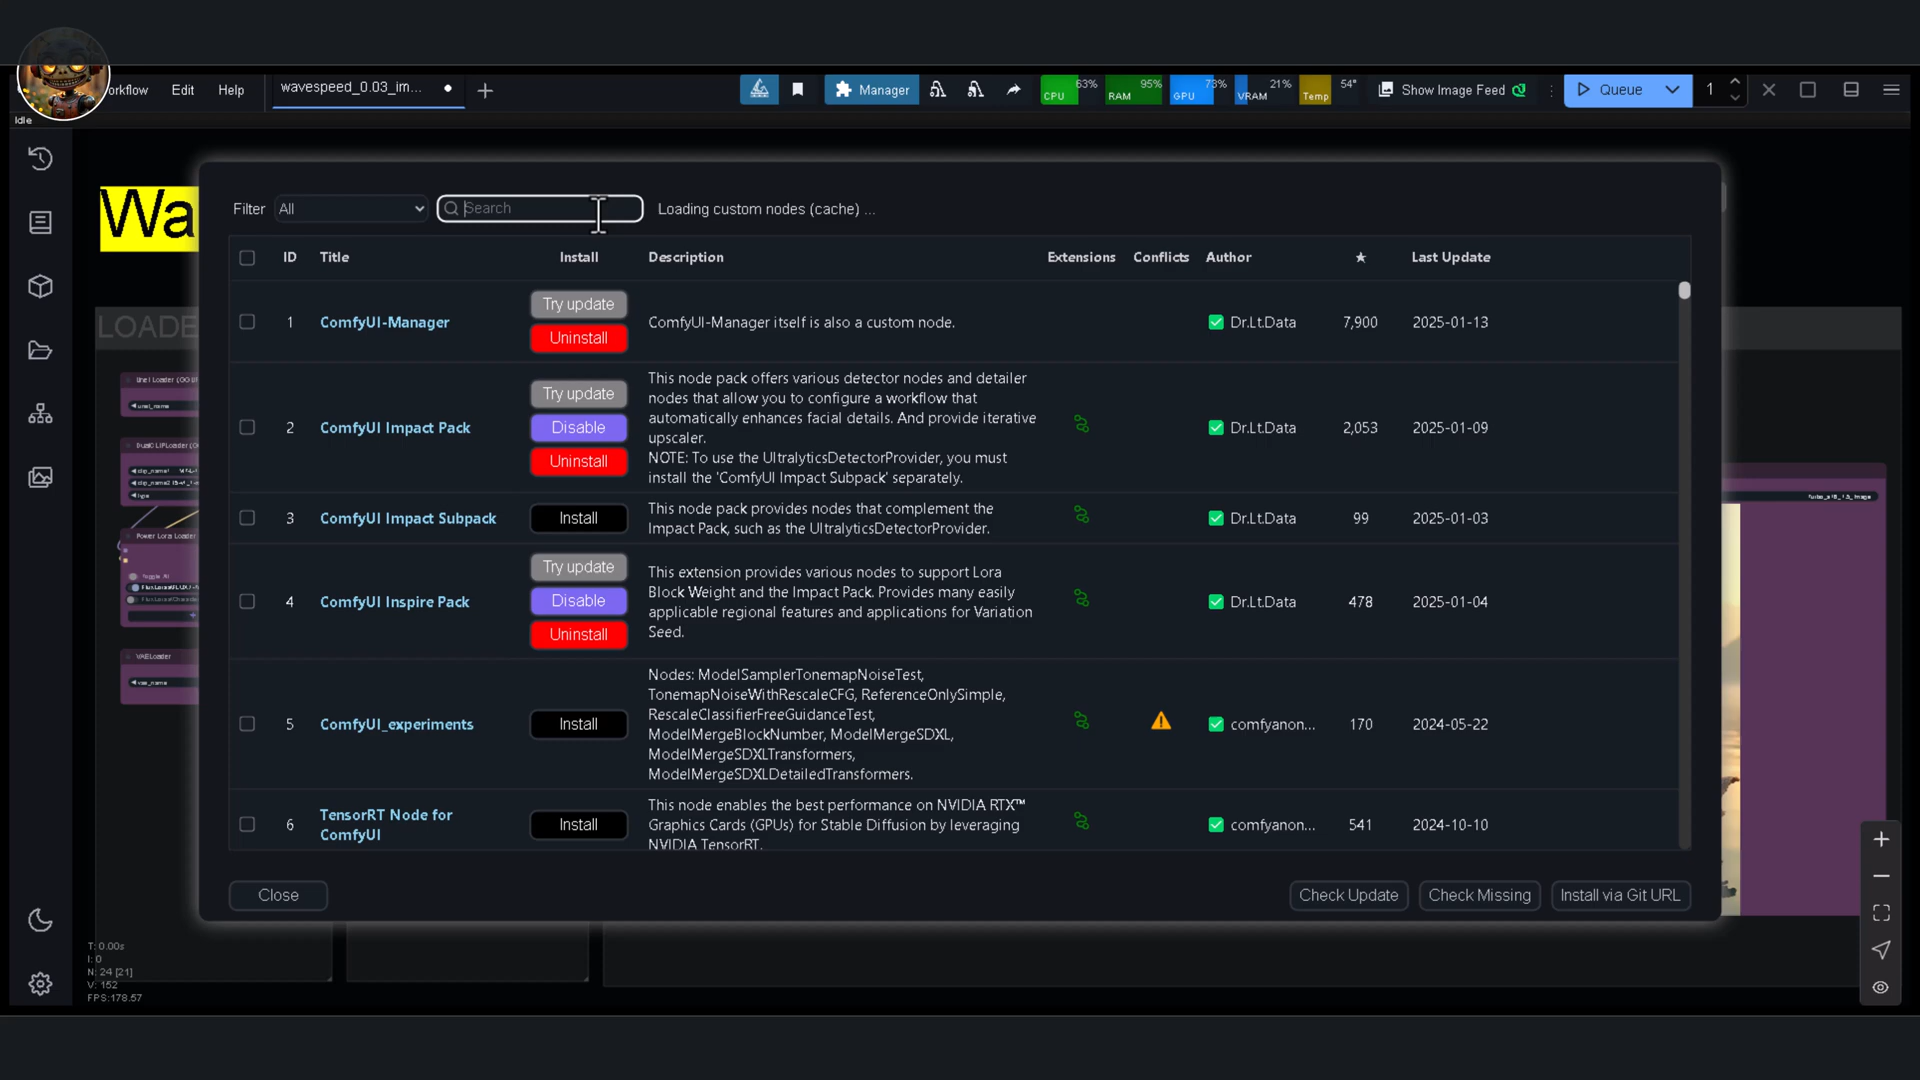 orkflow
Edit
Help
wavespeed_0.03_im...
Manager
CPU
63%
RAM
95%
GPU
73%
VRAM
21%
Temp
54°
Show Image Feed
Queue
1
Idle
Wa
Filter
All
Search
Loading custom nodes (cache) ...
ID
Title
Install
Description
Extensions
Conflicts
Author
★
Last Update
1
ComfyUI-Manager
Try update
Uninstall
ComfyUI-Manager itself is also a custom node.
Dr.Lt.Data
7,900
2025-01-13
2
ComfyUI Impact Pack
Try update
Disable
Uninstall
This node pack offers various detector nodes and detailer
nodes that allow you to configure a workflow that
automatically enhances facial details. And provide iterative
upscaler.
NOTE: To use the UltralyticsDetectorProvider, you must
install the 'ComfyUI Impact Subpack' separately.
Dr.Lt.Data
2,053
2025-01-09
3
ComfyUI Impact Subpack
Install
This node pack provides nodes that complement the
Impact Pack, such as the UltralyticsDetectorProvider.
Dr.Lt.Data
99
2025-01-03
4
ComfyUI Inspire Pack
Try update
Disable
Uninstall
This extension provides various nodes to support Lora
Block Weight and the Impact Pack. Provides many easily
applicable regional features and applications for Variation
Seed.
Dr.Lt.Data
478
2025-01-04
5
ComfyUI_experiments
Install
Nodes: ModelSamplerTonemapNoiseTest,
TonemapNoiseWithRescaleCFG, ReferenceOnlySimple,
RescaleClassifierFreeGuidanceTest,
ModelMergeBlockNumber, ModelMergeSDXL,
ModelMergeSDXLTransformers,
ModelMergeSDXLDetailedTransformers.
comfyanon...
170
2024-05-22
6
TensorRT Node for
ComfyUI
Install
This node enables the best performance on NVIDIA RTX™
Graphics Cards (GPUs) for Stable Diffusion by leveraging
NVIDIA TensorRT.
comfyanon...
541
2024-10-10
Close
Check Update
Check Missing
Install via Git URL
LOADE
Power Lora Loader
VAELoader
vae_name
T: 0.00s
I: 0
N: 24 [21]
V: 152
FPS:178.57